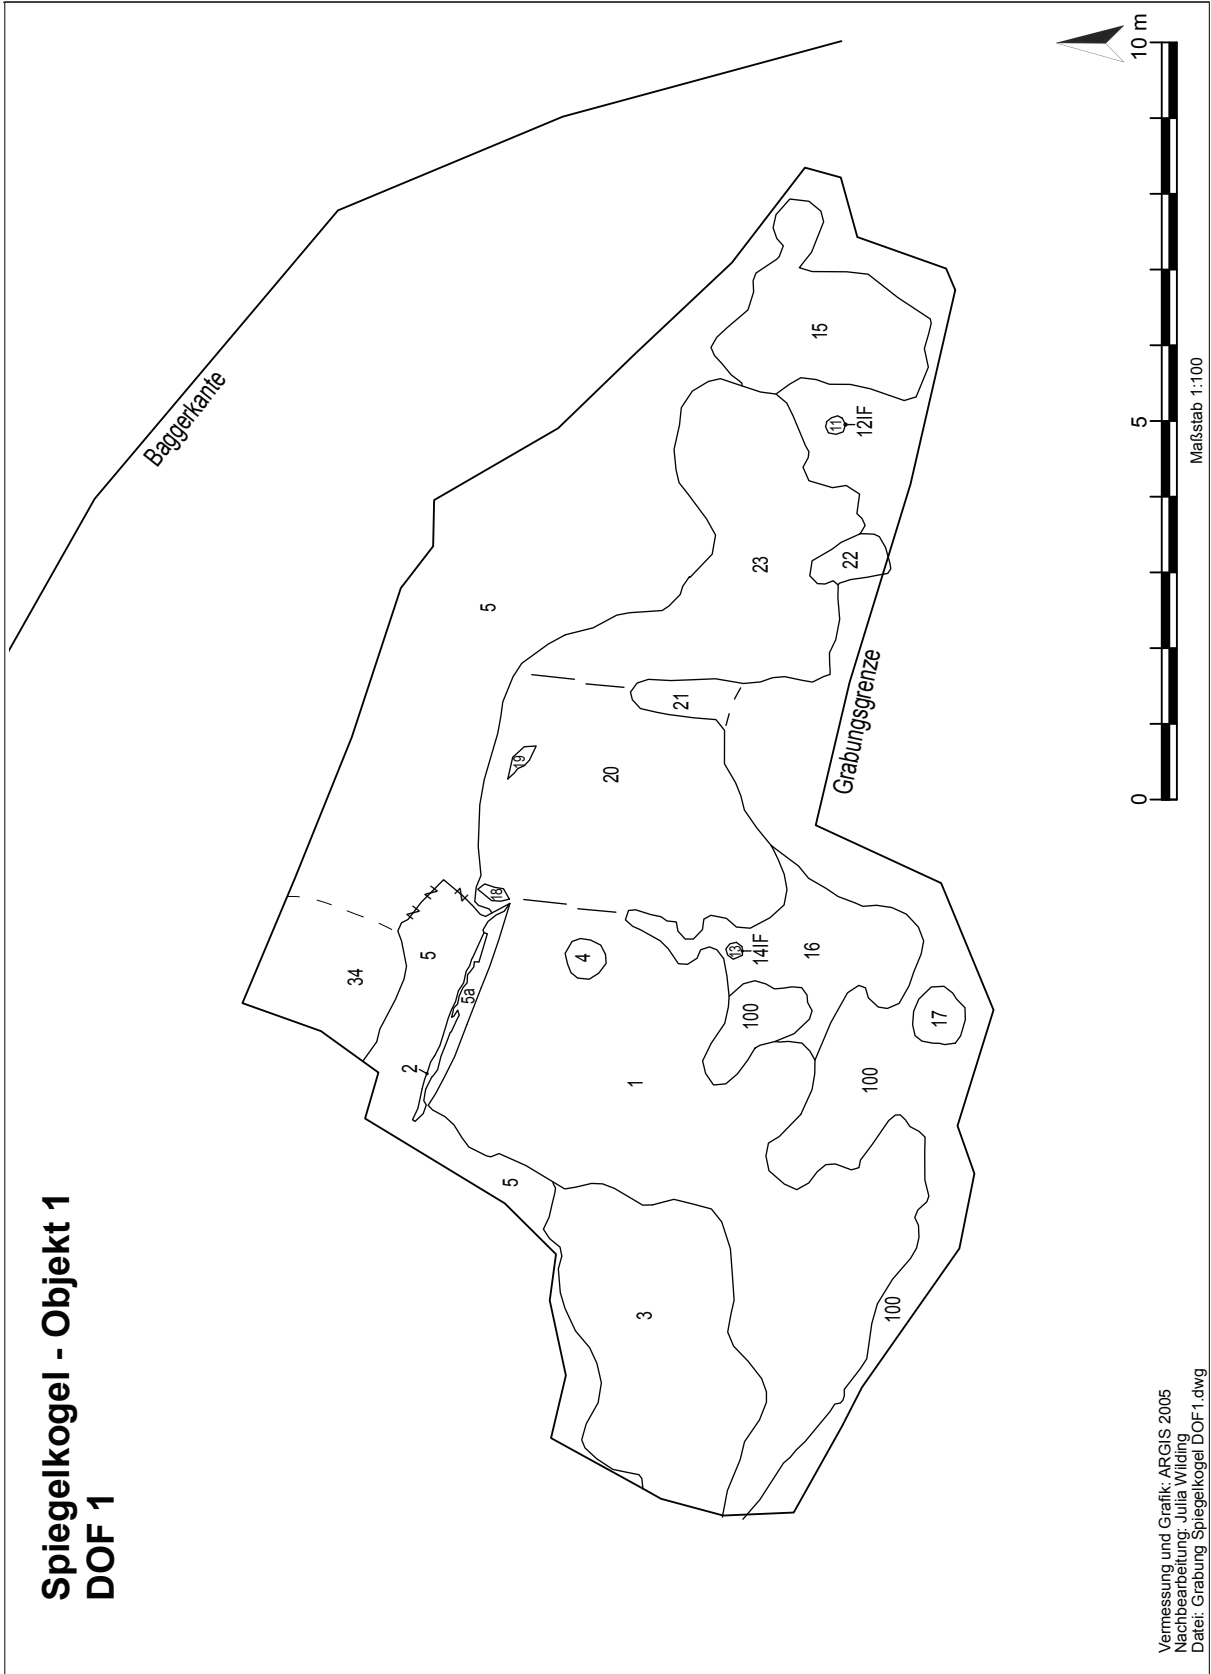 Spiegelkogel - Objekt 1
DOF 1
Baggerkante
34
5
5
2
5a
18
19
5
4
20
21
1
3
23
15
11
12IF
22
13
14IF
16
100
100
17
100
Grabungsgrenze
0
5
10 m
Maßstab 1:100
Vermessung und Grafik: ARGIS 2005
Nachbearbeitung: Julia Wilding
Datei: Grabung Spiegelkogel DOF1.dwg